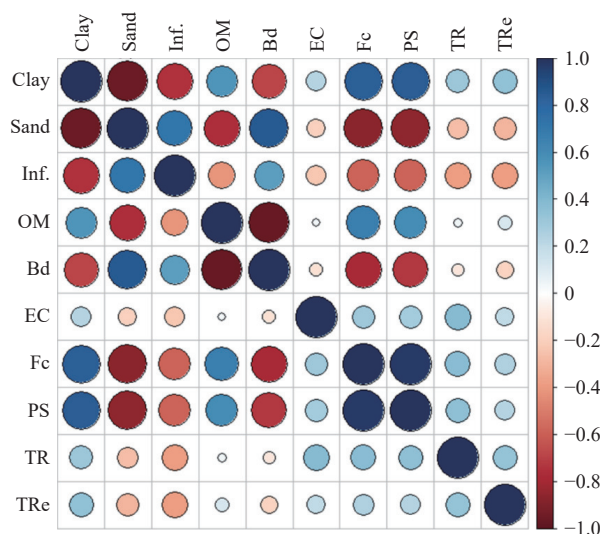 Clay Sand Inf. OM Bd EC Fc PS TR TRe
Clay
Sand
Inf.
OM
Bd
EC
Fc
PS
TR
TRe
1.0
0.8
0.6
0.4
0.2
0
−0.2
−0.4
−0.6
−0.8
−1.0